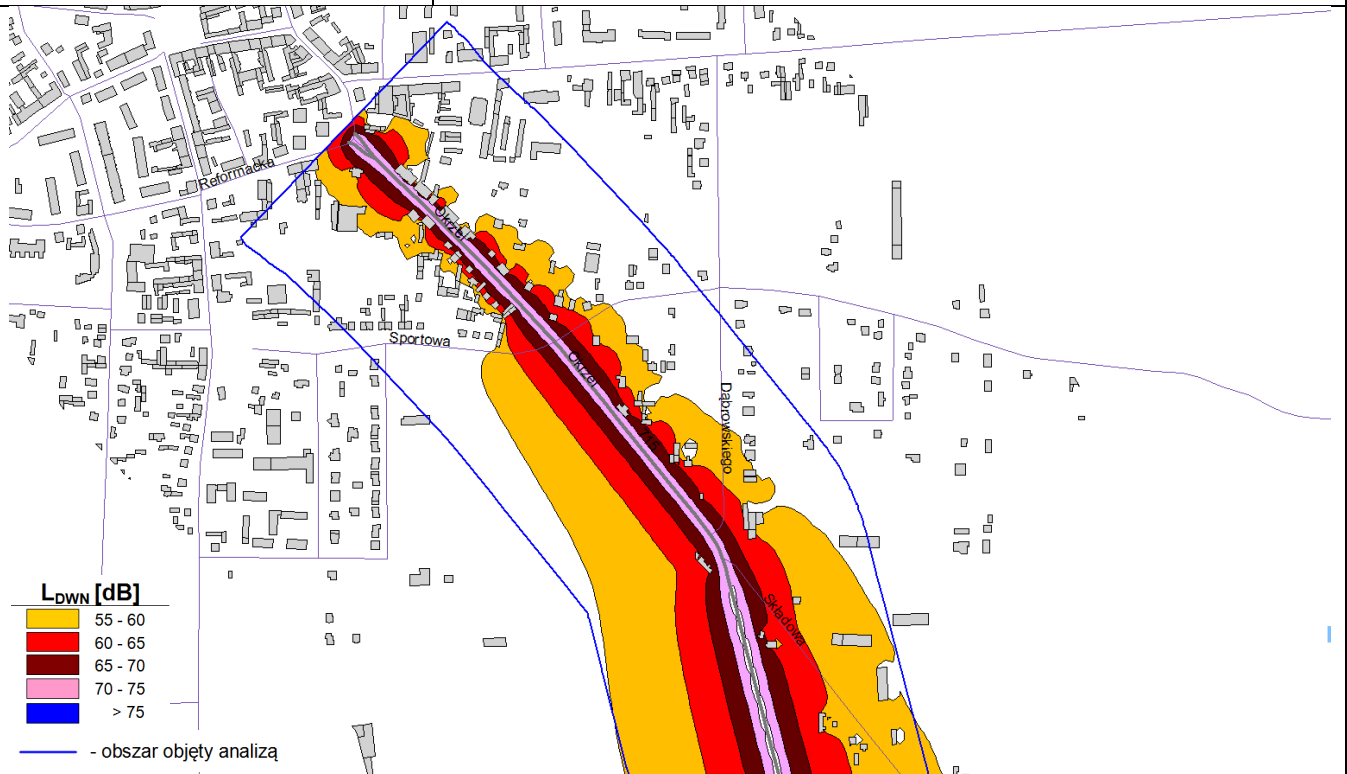 Reformacka
Okrzei
Sportowa
Okrzei
Dąbrowskiego
Składowa
L_DWN [dB]
55 - 60
60 - 65
65 - 70
70 - 75
> 75
- obszar objęty analizą